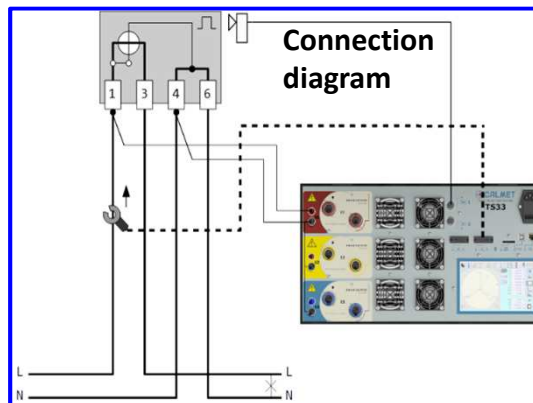 Connection
diagram
1 3 4 6
CALMET
TS33
L L
N N